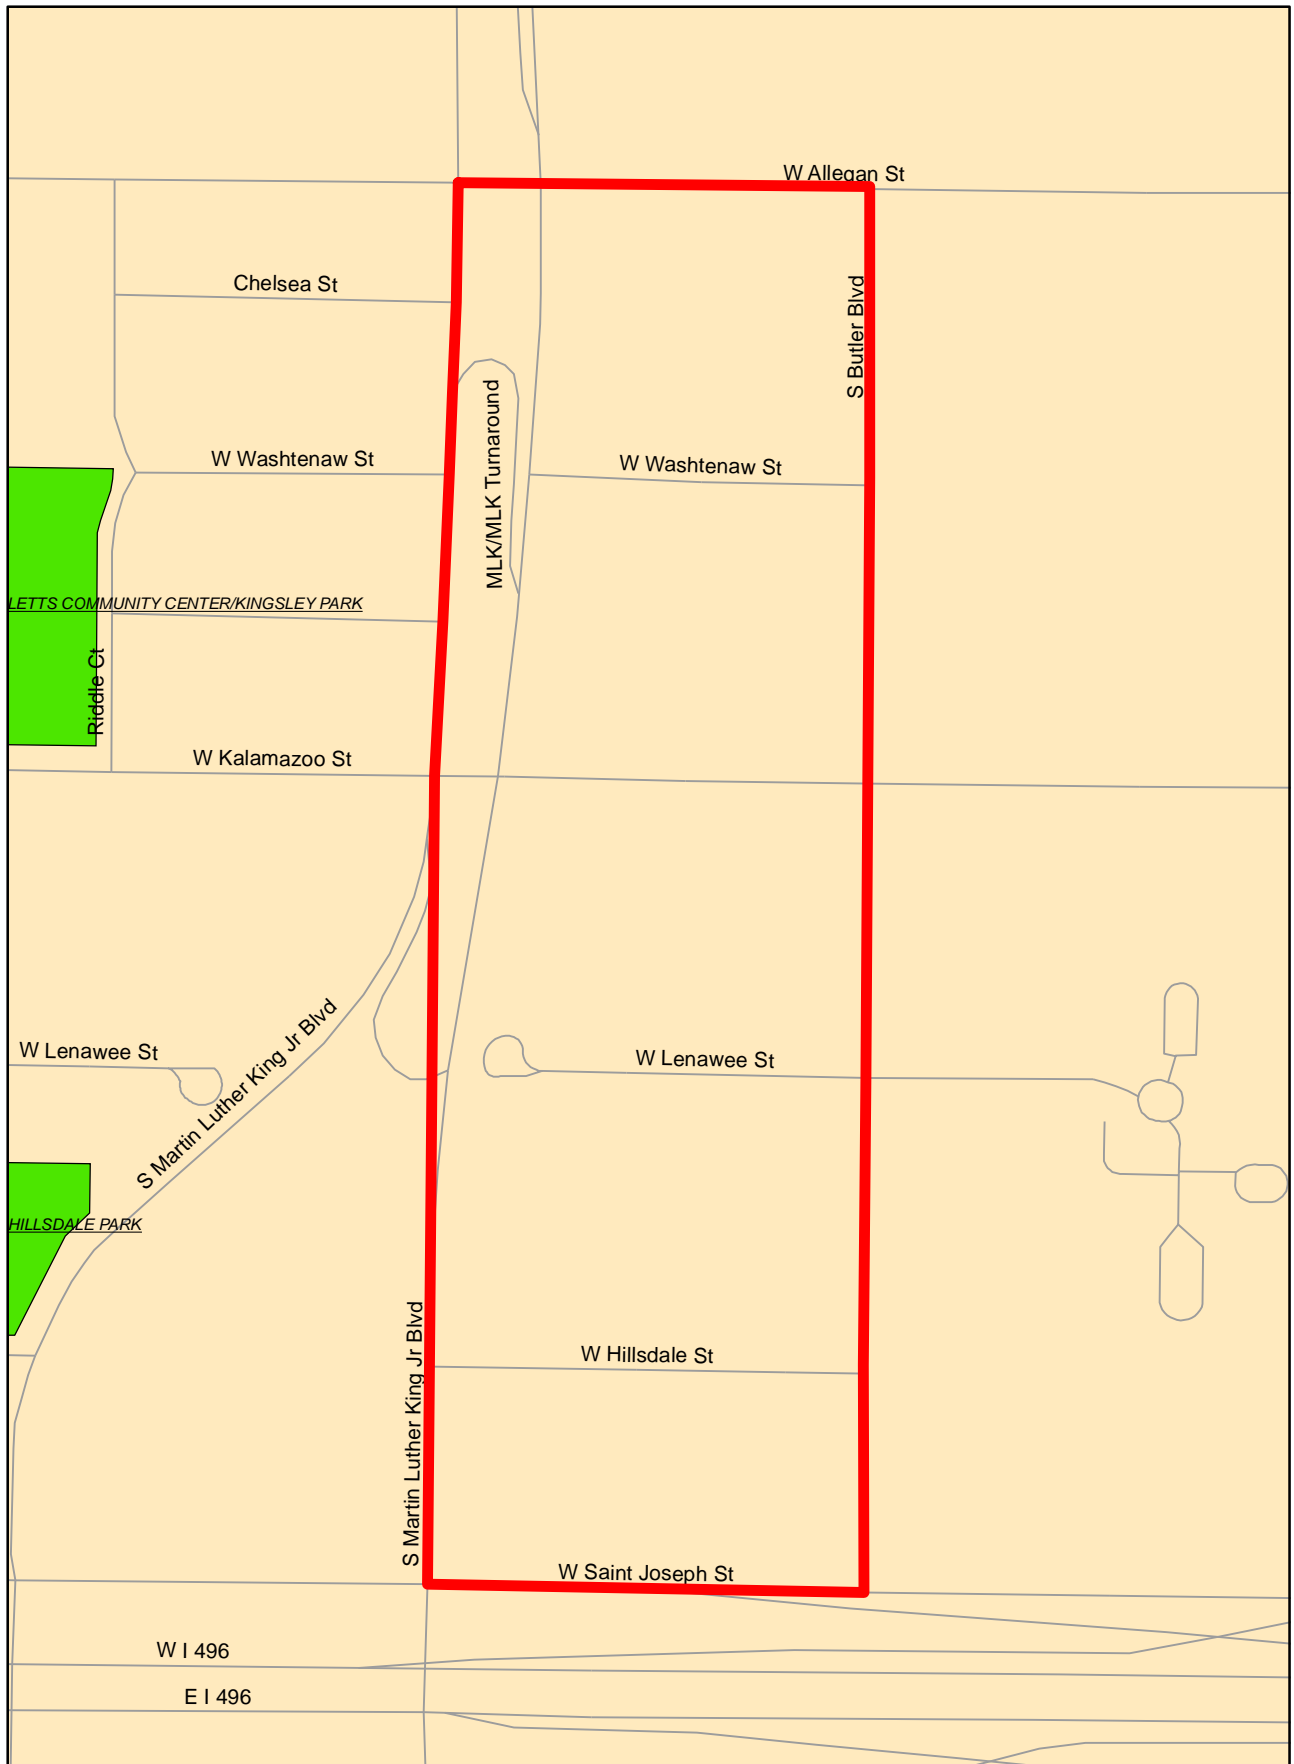 W Allegan St
Chelsea St
S Butler Blvd
MLK/MLK Turnaround
W Washtenaw St
W Washtenaw St
LETTS COMMUNITY CENTER/KINGSLEY PARK
Riddle Ct
W Kalamazoo St
S Martin Luther King Jr Blvd
W Lenawee St
W Lenawee St
HILLSDALE PARK
S Martin Luther King Jr Blvd
W Hillsdale St
W Saint Joseph St
W I 496
E I 496